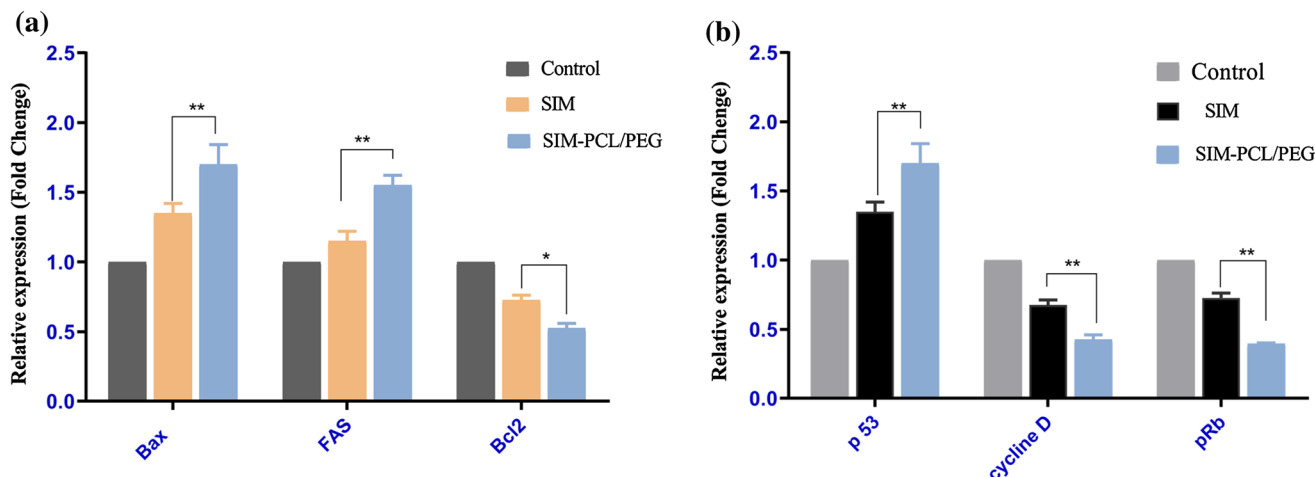 (a)
Relative expression (Fold Chenge)
2.5
2.0
1.5
1.0
0.5
0.0
**
**
*
Control
SIM
SIM-PCL/PEG
Bax
FAS
Bcl2
(b)
Relative expression (Fold Chenge)
2.5
2.0
1.5
1.0
0.5
0.0
**
**
**
Control
SIM
SIM-PCL/PEG
p 53
cycline D
pRb